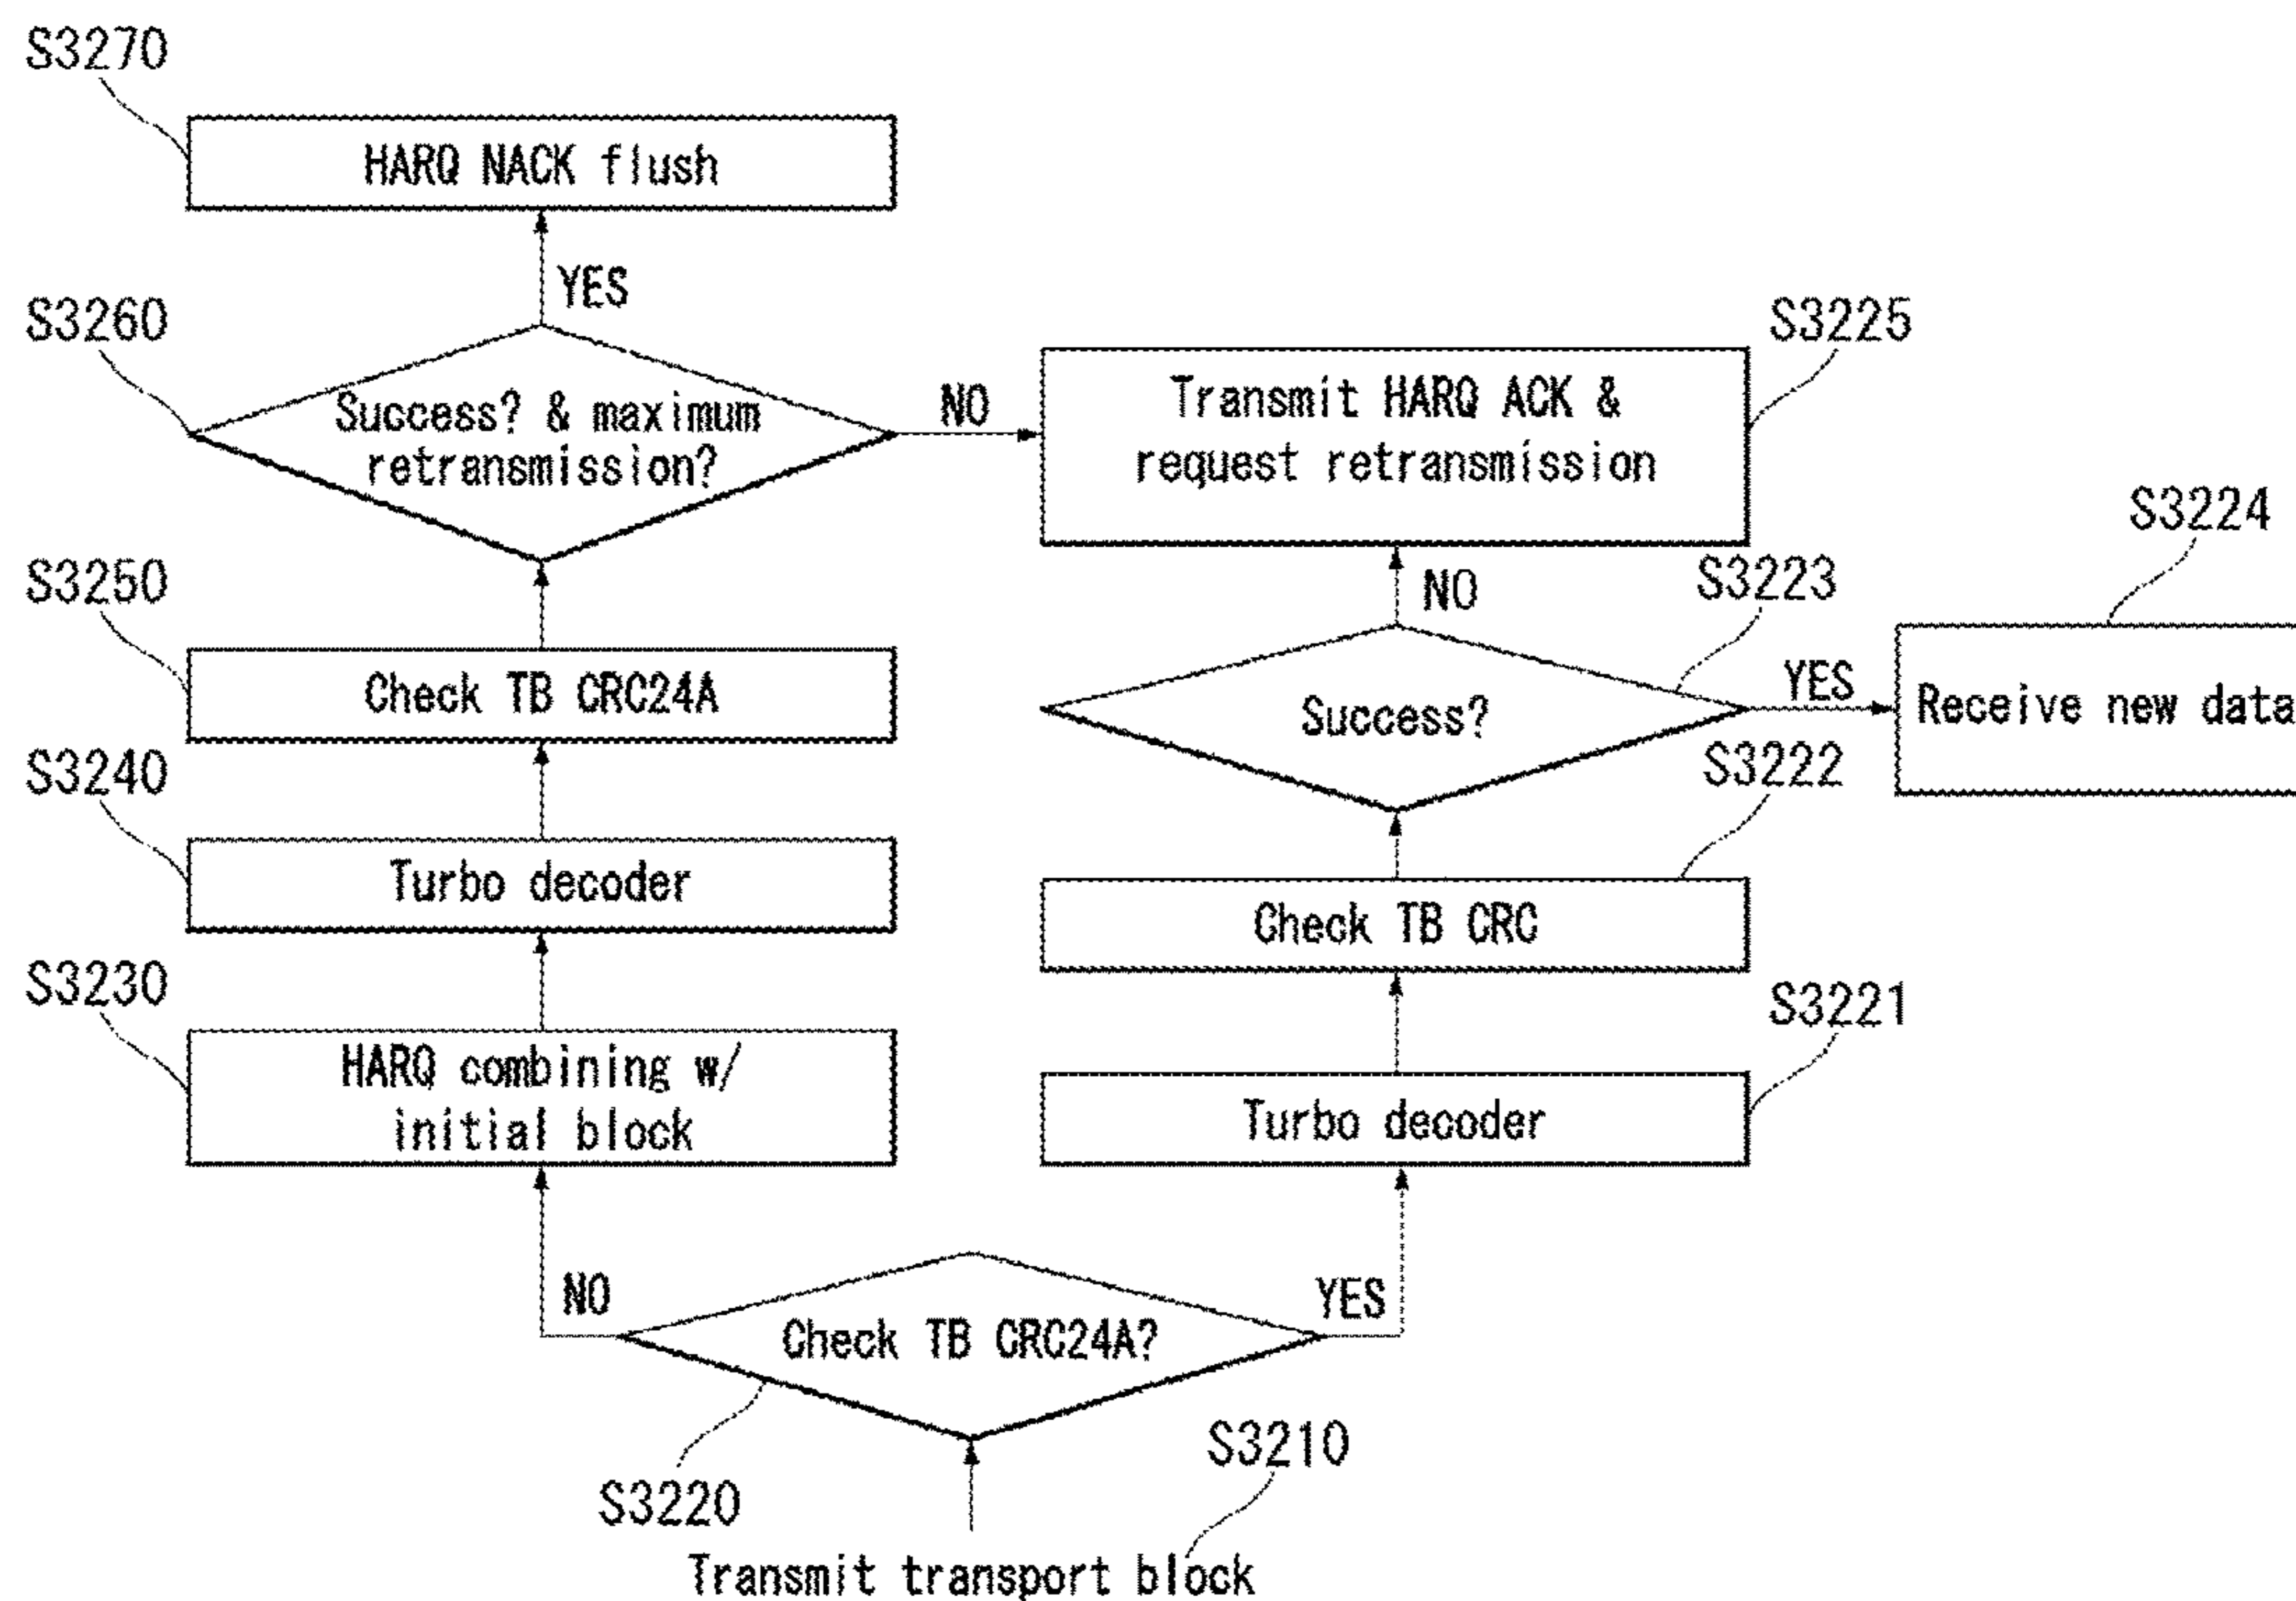 S3270
HARQ NACK flush
YES
S3260
Success? & maximum
retransmission?
NO
S3225
Transmit HARQ ACK &
request retransmission
S3224
S3250
NO
S3223
Check TB CRC24A
Success?
YES
Receive new data
S3240
S3222
Turbo decoder
Check TB CRC
S3230
S3221
HARQ combining w/
initial block
Turbo decoder
NO
YES
Check TB CRC24A?
S3210
S3220
Transmit transport block